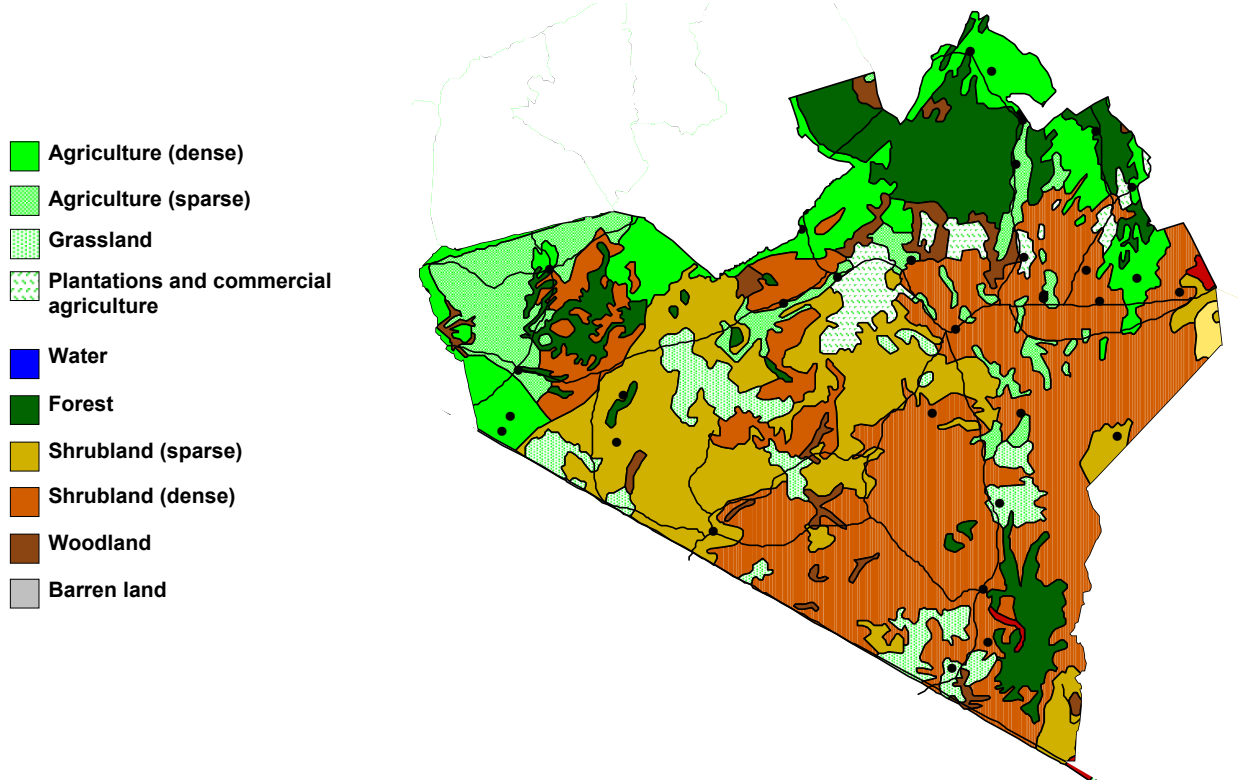 Agriculture (dense)
Agriculture (sparse)
Grassland
Plantations and commercial
agriculture
Water
Forest
Shrubland (sparse)
Shrubland (dense)
Woodland
Barren land